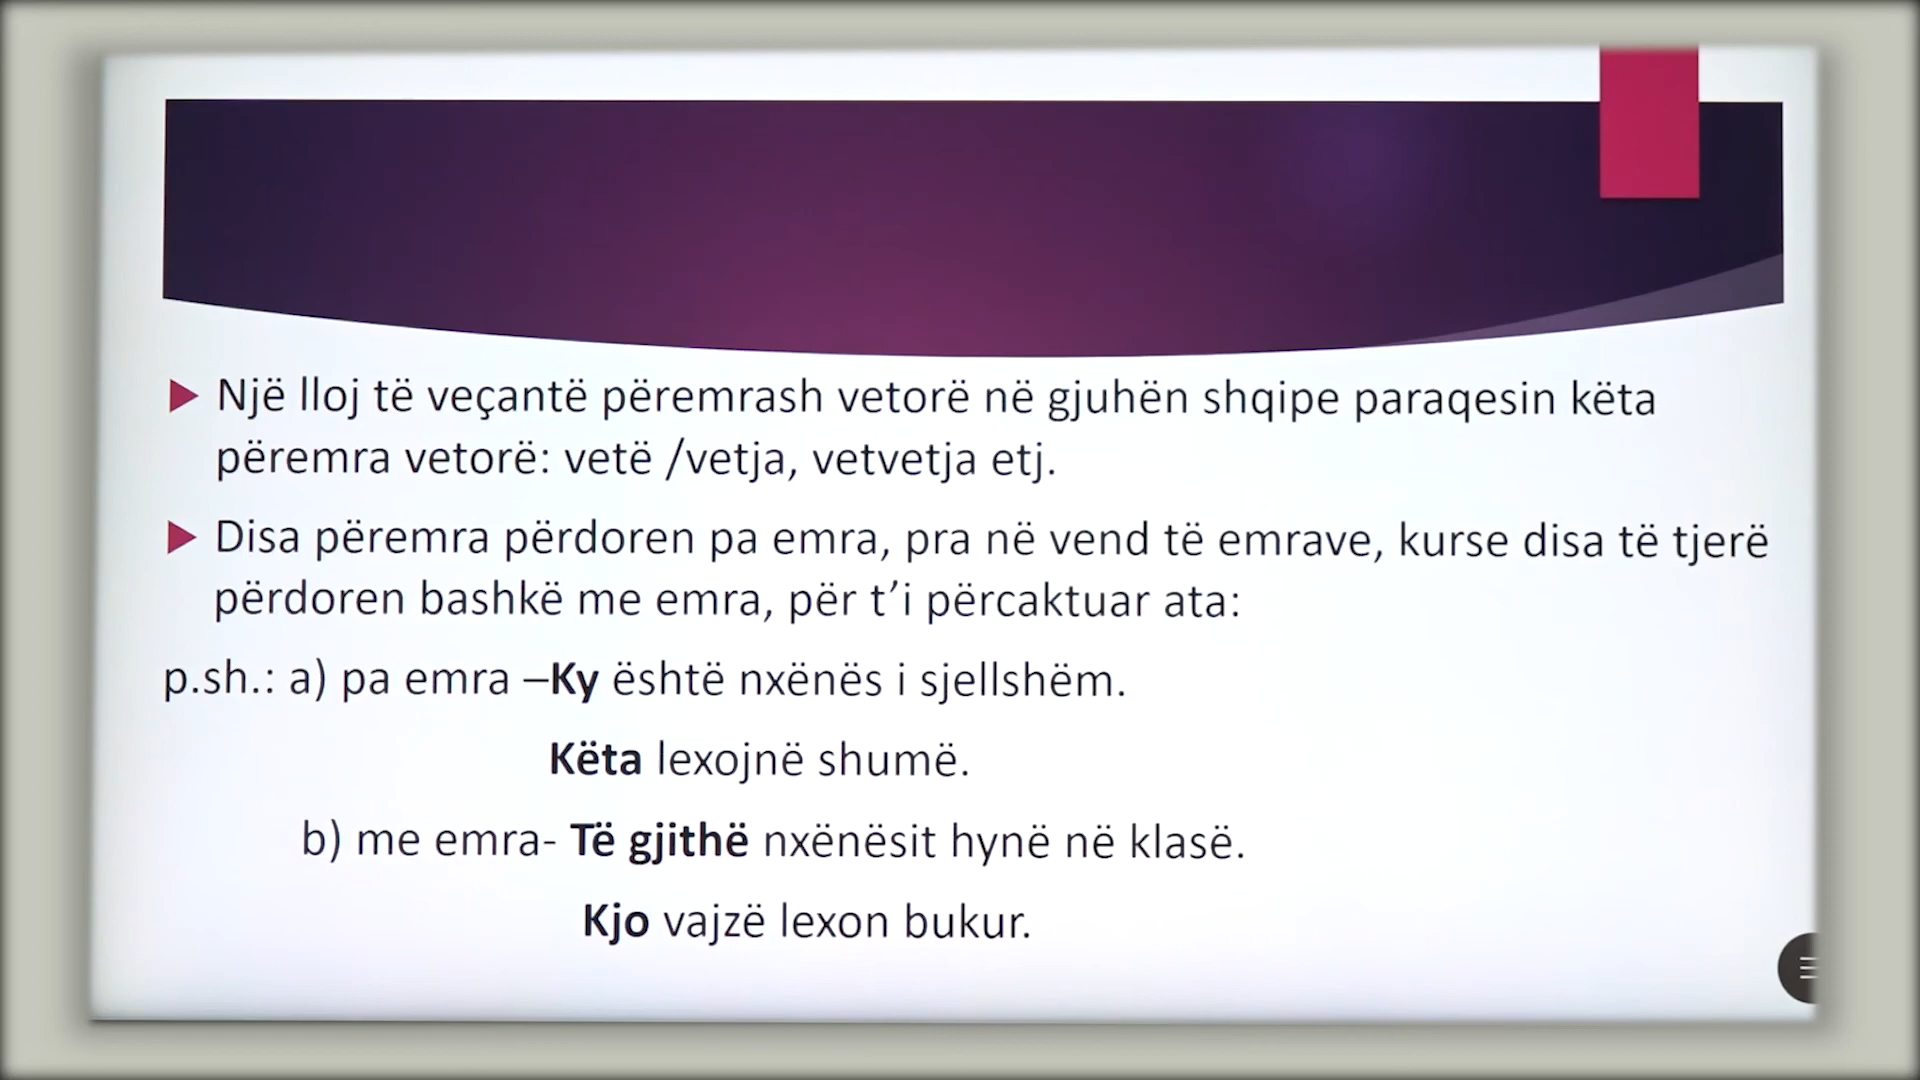 Një lloj të veçantë përemrash vetorë në gjuhën shqipe paraqesin këta
përemra vetorë: vetë /vetja, vetvetja etj.
Disa përemra përdoren pa emra, pra në vend të emrave, kurse disa të tjerë
përdoren bashkë me emra, për t’i përcaktuar ata:
p.sh.: a) pa emra –Ky është nxënës i sjellshëm.
Këta lexojnë shumë.
b) me emra- Të gjithë nxënësit hynë në klasë.
Kjo vajzë lexon bukur.